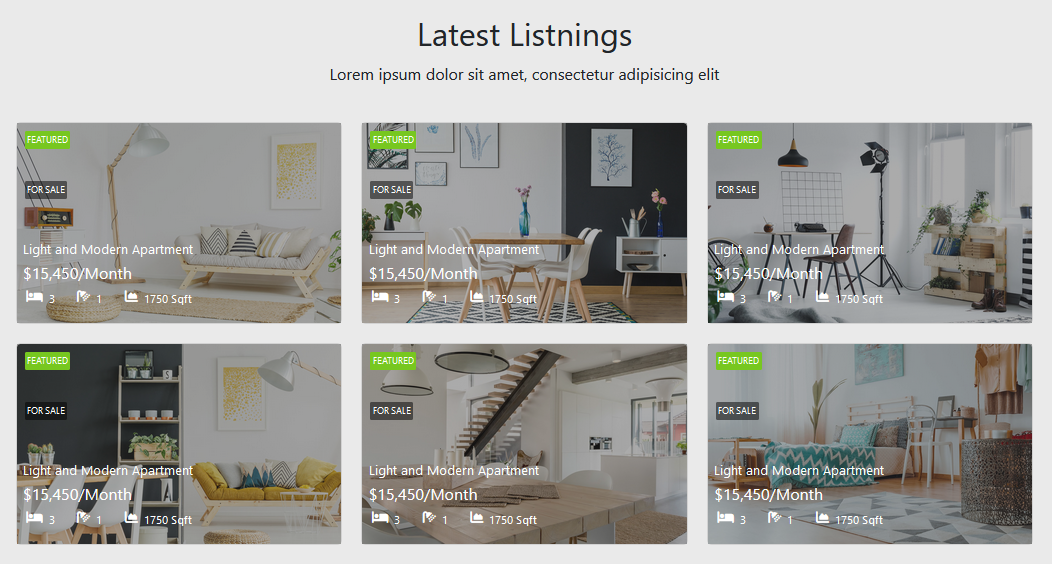 Latest Listnings
Lorem ipsum dolor sit amet, consectetur adipisicing elit
FEATURED
FOR SALE
Light and Modern Apartment
$15,450/Month
3 1 1750 Sqft
FEATURED
FOR SALE
Light and Modern Apartment
$15,450/Month
3 1 1750 Sqft
FEATURED
FOR SALE
Light and Modern Apartment
$15,450/Month
3 1 1750 Sqft
FEATURED
FOR SALE
Light and Modern Apartment
$15,450/Month
3 1 1750 Sqft
FEATURED
FOR SALE
Light and Modern Apartment
$15,450/Month
3 1 1750 Sqft
FEATURED
FOR SALE
Light and Modern Apartment
$15,450/Month
3 1 1750 Sqft